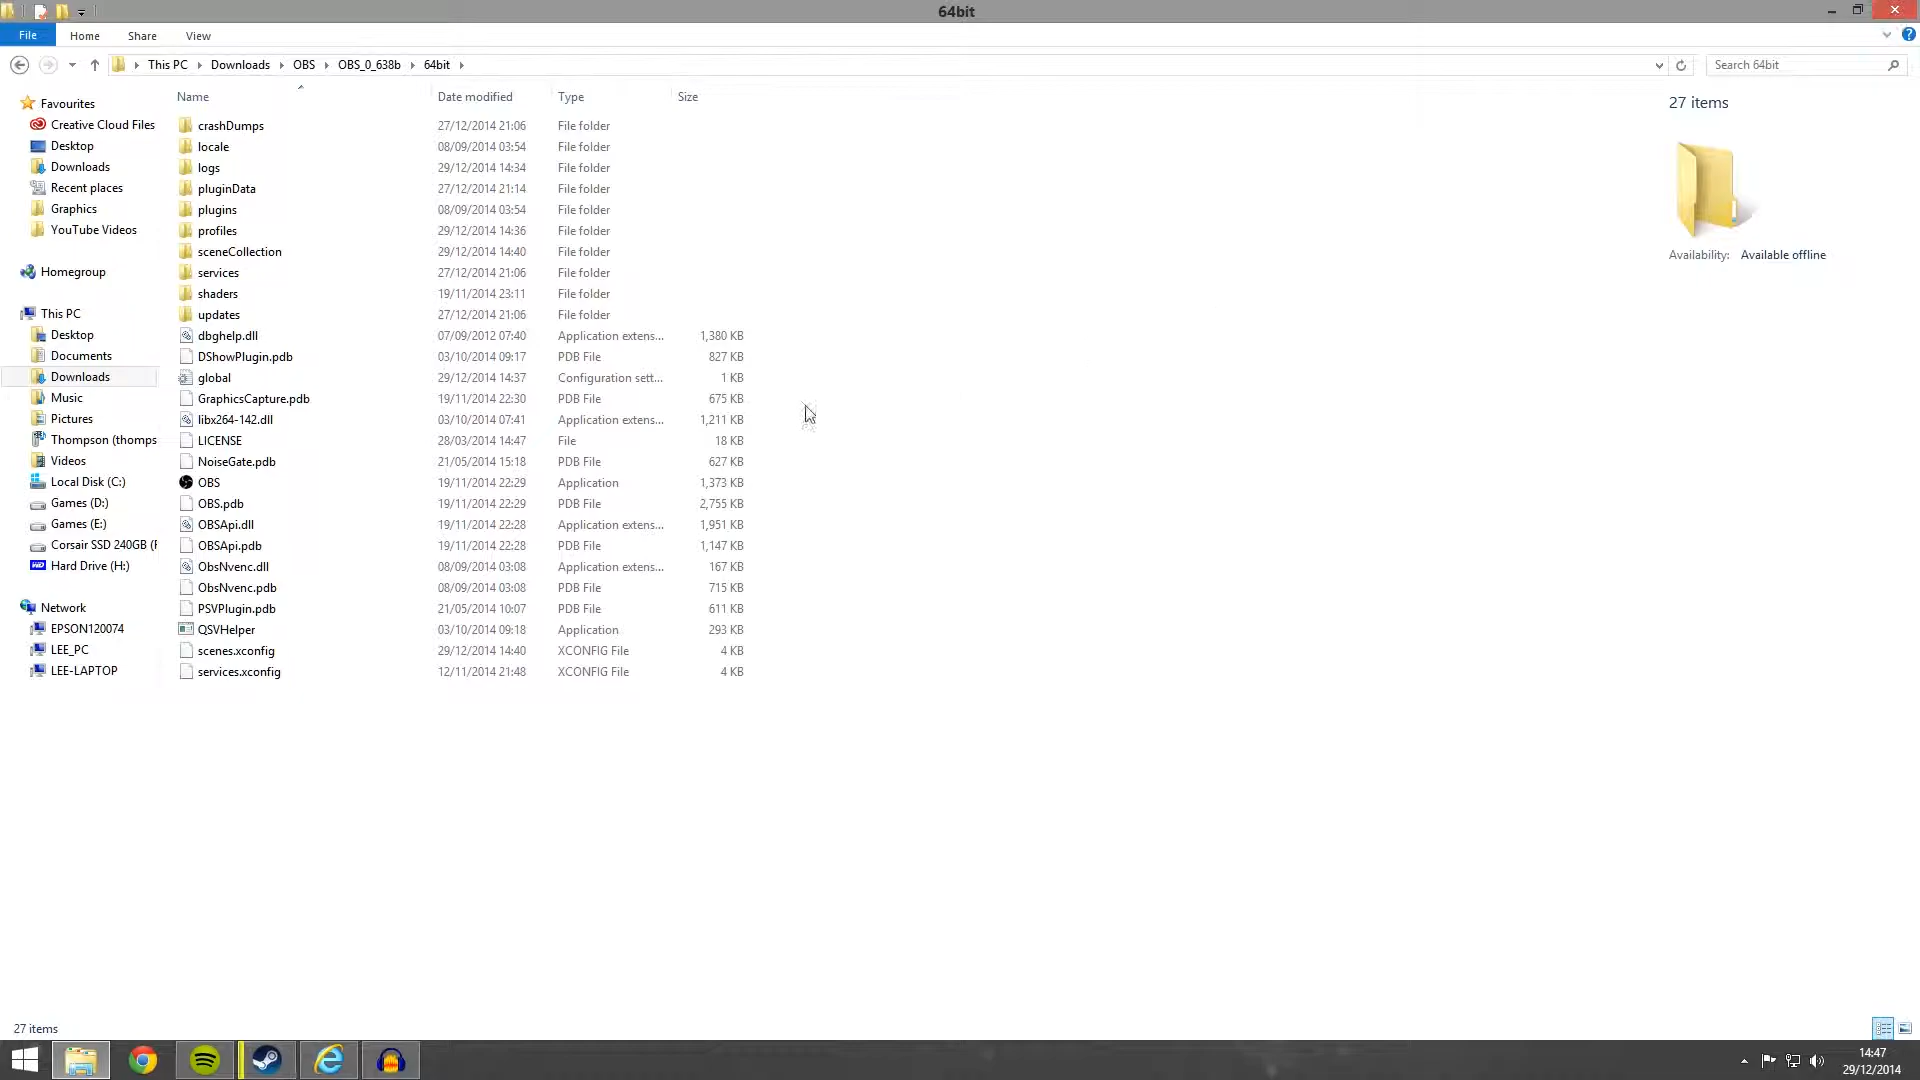 64bit
File Home Share View
This PC Downloads OBS OBS_0_638b 64bit Search 64bit
Name Date modified Type Size
27 items
Availability: Available offline
Favourites
Creative Cloud Files
Desktop
Downloads
Recent places
Graphics
YouTube Videos
Homegroup
This PC
Desktop
Documents
Downloads
Music
Pictures
Thompson (thomps
Videos
Local Disk (C:)
Games (D:)
Games (E:)
Corsair SSD 240GB (F
Hard Drive (H:)
Network
EPSON120074
LEE_PC
LEE-LAPTOP
crashDumps 27/12/2014 21:06 File folder
locale 08/09/2014 03:54 File folder
logs 29/12/2014 14:34 File folder
pluginData 27/12/2014 21:14 File folder
plugins 08/09/2014 03:54 File folder
profiles 29/12/2014 14:36 File folder
sceneCollection 29/12/2014 14:40 File folder
services 27/12/2014 21:06 File folder
shaders 19/11/2014 23:11 File folder
updates 27/12/2014 21:06 File folder
dbghelp.dll 07/09/2012 07:40 Application extens... 1,380 KB
DShowPlugin.pdb 03/10/2014 09:17 PDB File 827 KB
global 29/12/2014 14:37 Configuration sett... 1 KB
GraphicsCapture.pdb 19/11/2014 22:30 PDB File 675 KB
libx264-142.dll 03/10/2014 07:41 Application extens... 1,211 KB
LICENSE 28/03/2014 14:47 File 18 KB
NoiseGate.pdb 21/05/2014 15:18 PDB File 627 KB
OBS 19/11/2014 22:29 Application 1,373 KB
OBS.pdb 19/11/2014 22:29 PDB File 2,755 KB
OBSApi.dll 19/11/2014 22:28 Application extens... 1,951 KB
OBSApi.pdb 19/11/2014 22:28 PDB File 1,147 KB
ObsNvenc.dll 08/09/2014 03:08 Application extens... 167 KB
ObsNvenc.pdb 08/09/2014 03:08 PDB File 715 KB
PSVPlugin.pdb 21/05/2014 10:07 PDB File 611 KB
QSVHelper 03/10/2014 09:18 Application 293 KB
scenes.xconfig 29/12/2014 14:40 XCONFIG File 4 KB
services.xconfig 12/11/2014 21:48 XCONFIG File 4 KB
27 items
14:47
29/12/2014